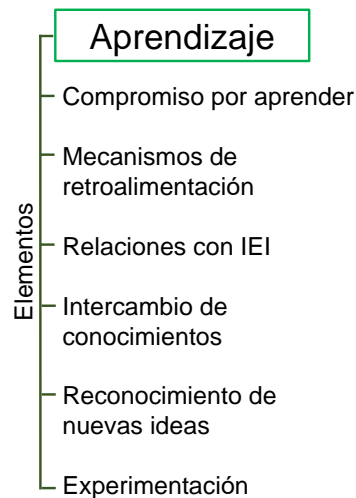 Aprendizaje
Elementos
Compromiso por aprender
Mecanismos de
retroalimentación
Relaciones con IEI
Intercambio de
conocimientos
Reconocimiento de
nuevas ideas
Experimentación